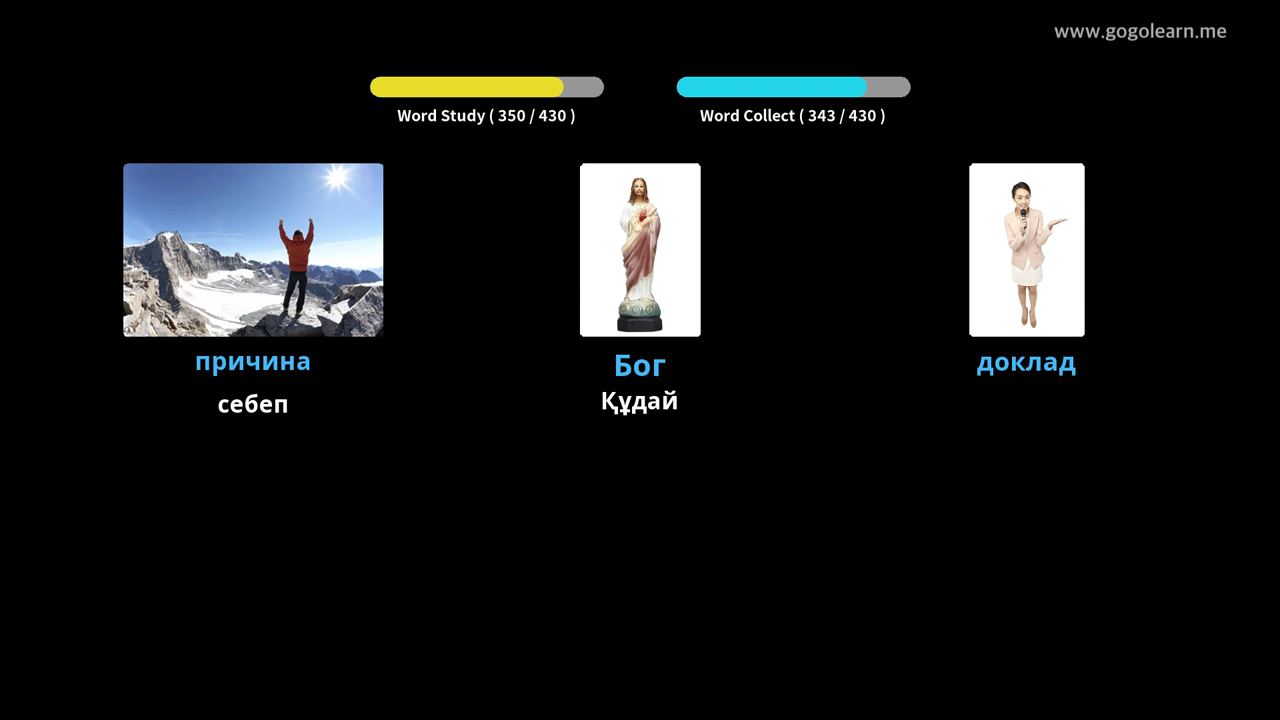 www.gogolearn.me
Word Study ( 350 / 430 )
Word Collect ( 343 / 430 )
причина
Бог
доклад
себеп
Құдай